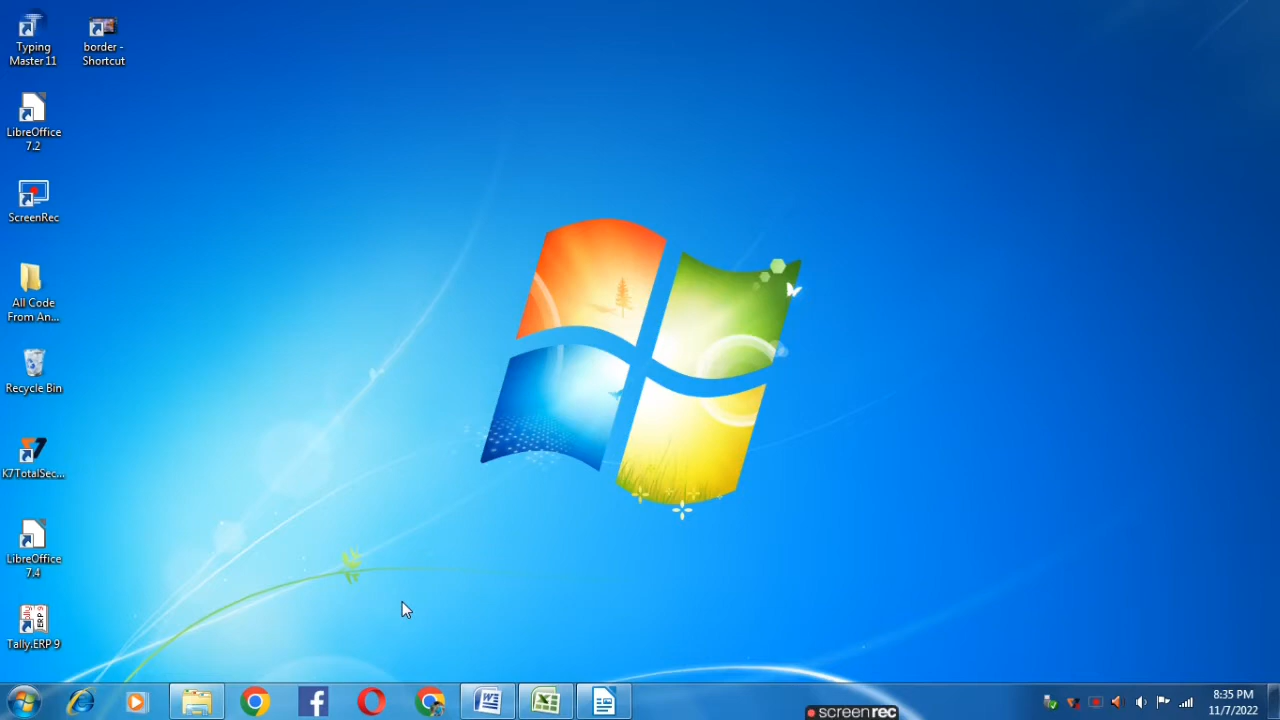 Typing
Master 11
border -
Shortcut
LibreOffice
7.2
ScreenRec
All Code
From An...
Recycle Bin
K7TotalSec...
LibreOffice
7.4
Tally.ERP 9
screenrec
8:35 PM
11/7/2022